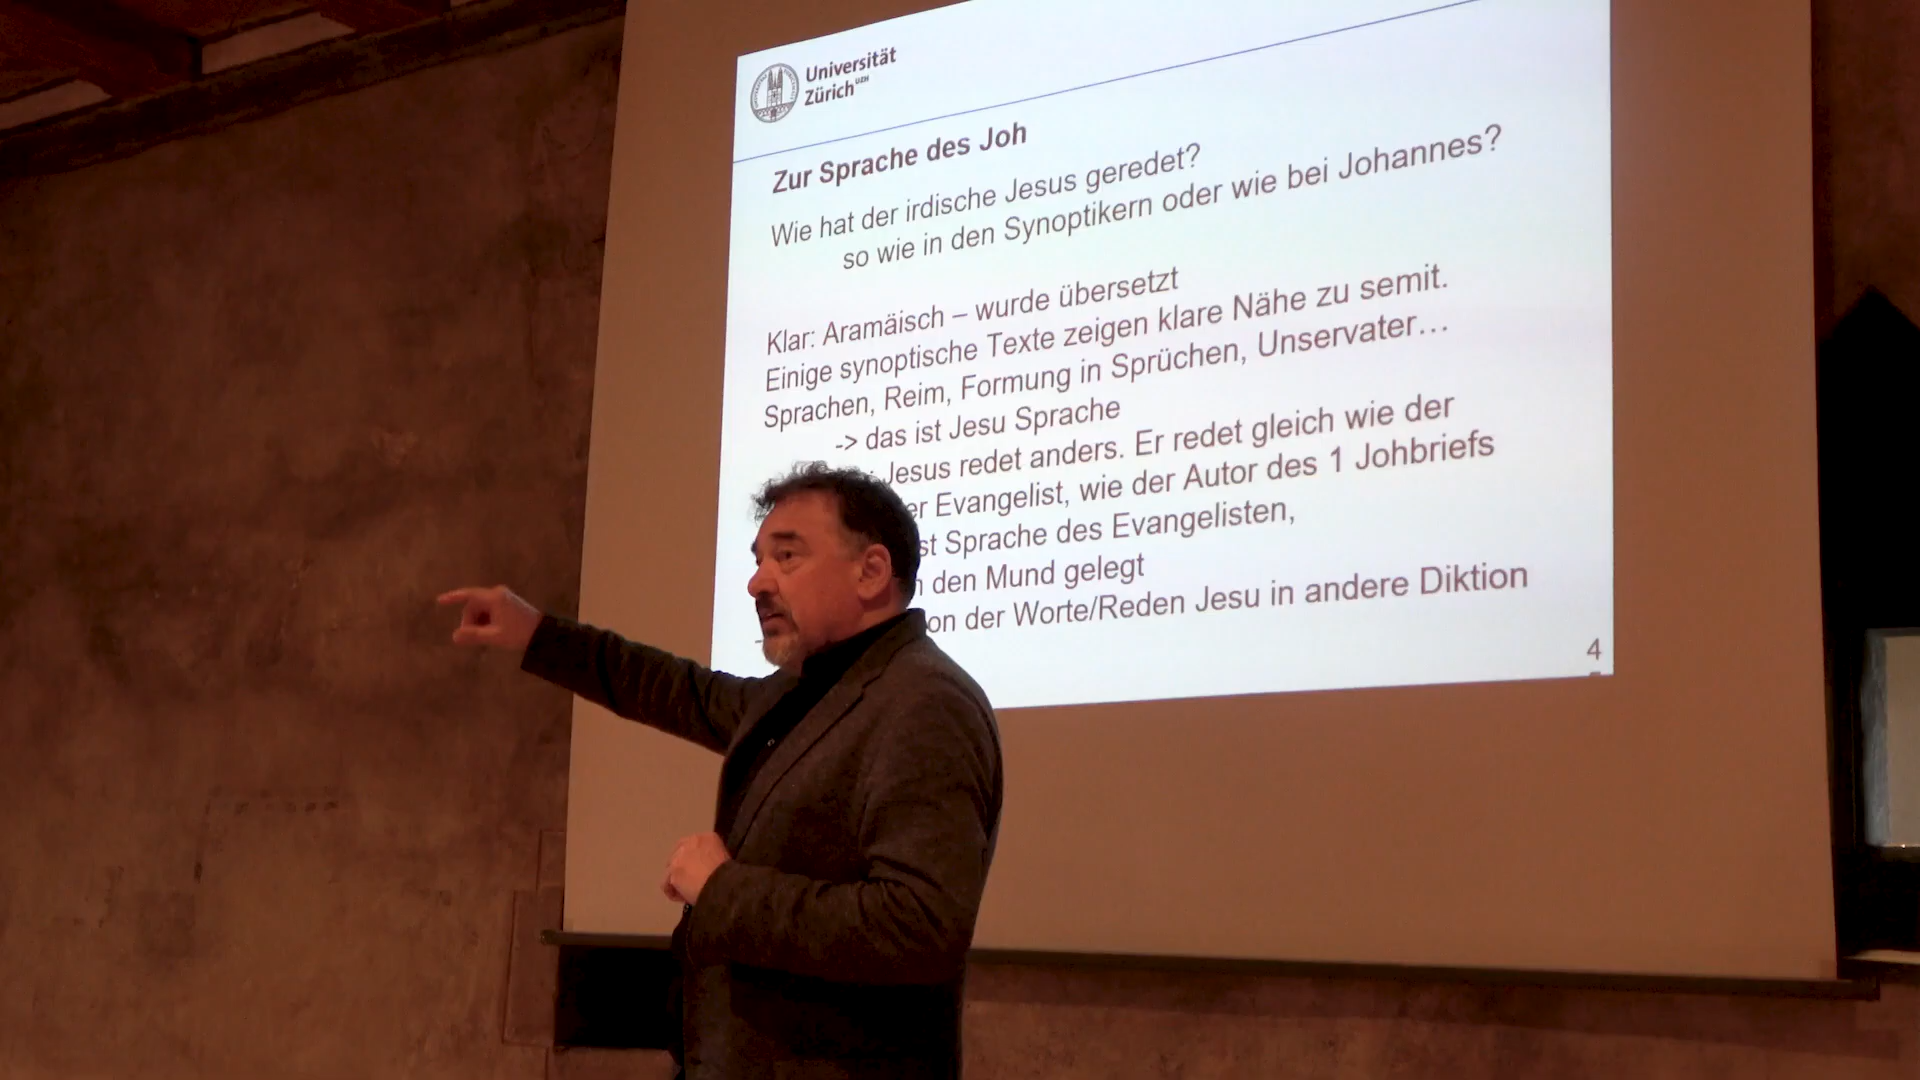 Universität
Zürich UZH
Zur Sprache des Joh
Wie hat der irdische Jesus geredet?
so wie in den Synoptikern oder wie bei Johannes?
Klar: Aramäisch – wurde übersetzt
Einige synoptische Texte zeigen klare Nähe zu semit.
Sprachen, Reim, Formung in Sprüchen, Unservater…
-> das ist Jesu Sprache
Jesus redet anders. Er redet gleich wie der
Evangelist, wie der Autor des 1 Johbriefs
Sprache des Evangelisten,
den Mund gelegt
der Worte/Reden Jesu in andere Diktion
4